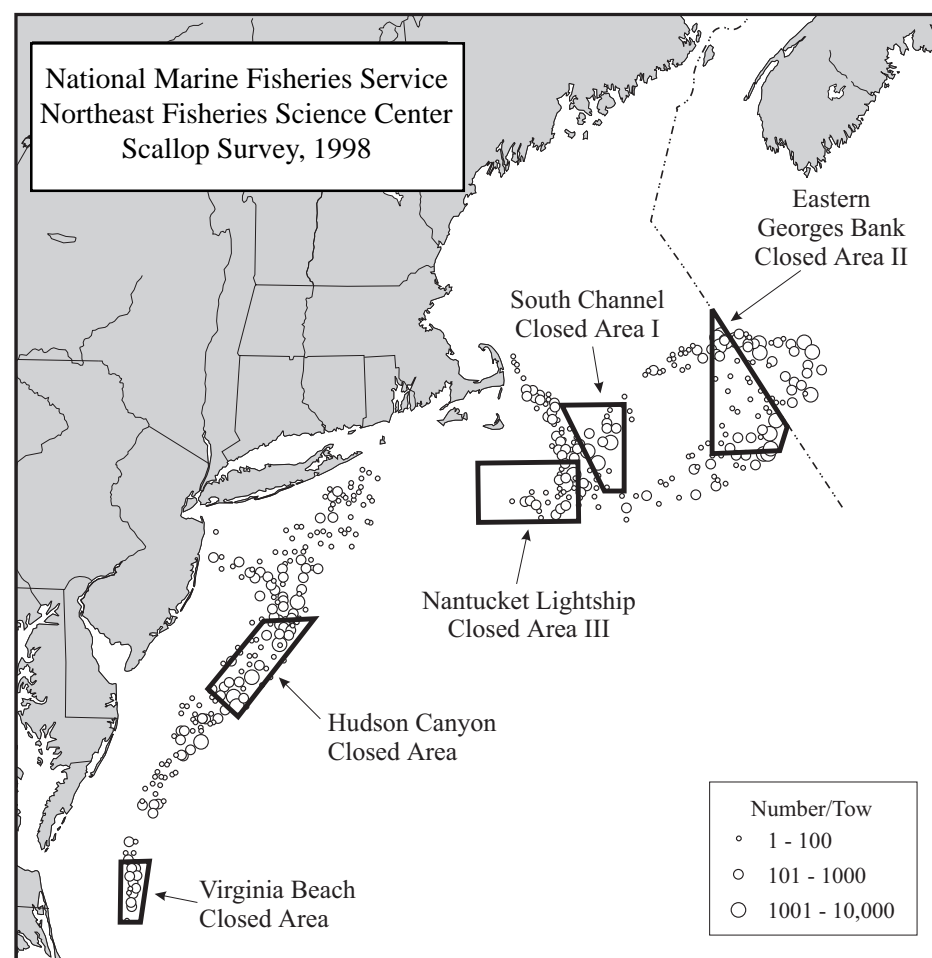 National Marine Fisheries Service
Northeast Fisheries Science Center
Scallop Survey, 1998
Eastern
Georges Bank
Closed Area II
South Channel
Closed Area I
Nantucket Lightship
Closed Area III
Hudson Canyon
Closed Area
Virginia Beach
Closed Area
Number/Tow
1 - 100
101 - 1000
1001 - 10,000